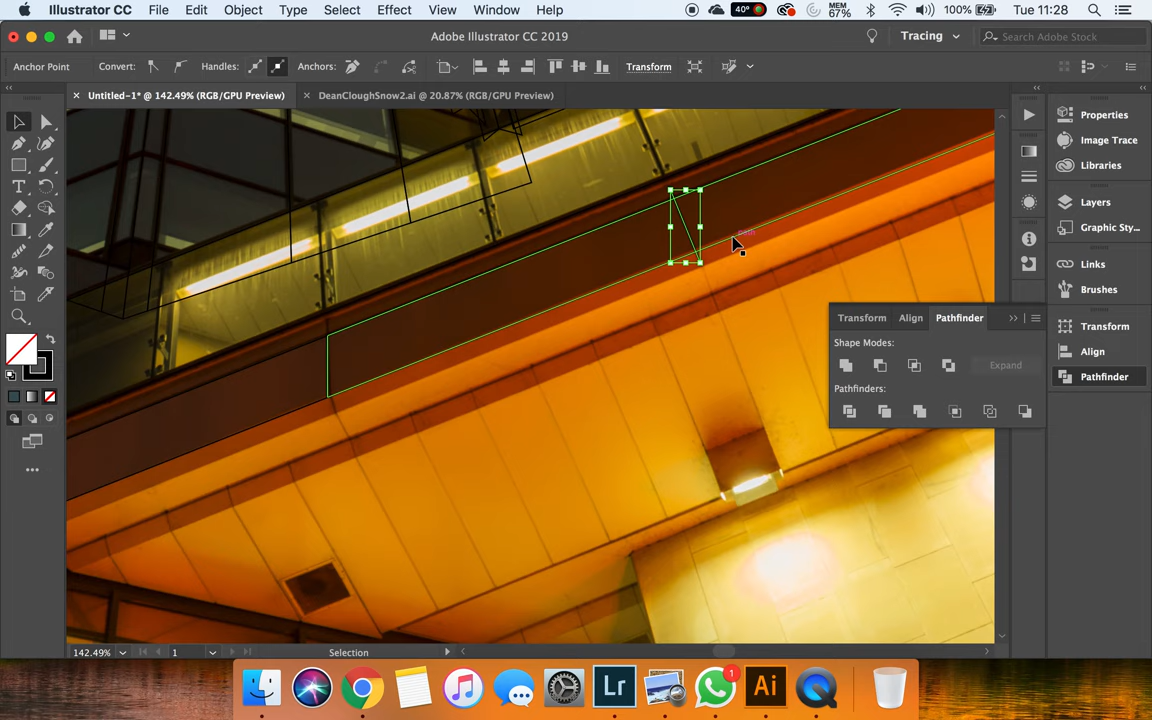 Illustrator CC File Edit Object Type Select Effect View Window Help 40° MEM 67% 100% Tue 11:28
Adobe Illustrator CC 2019 Tracing Search Adobe Stock
Anchor Point Convert: Handles: Anchors: Transform
× Untitled-1* @ 142.49% (RGB/GPU Preview) × DeanCloughSnow2.ai @ 20.87% (RGB/GPU Preview)
path
Properties
Image Trace
Libraries
Layers
Graphic Sty...
Links
Brushes
Transform
Align
Pathfinder
Transform Align Pathfinder
Shape Modes:
Expand
Pathfinders:
142.49% 1 Selection
Lr 1 Ai